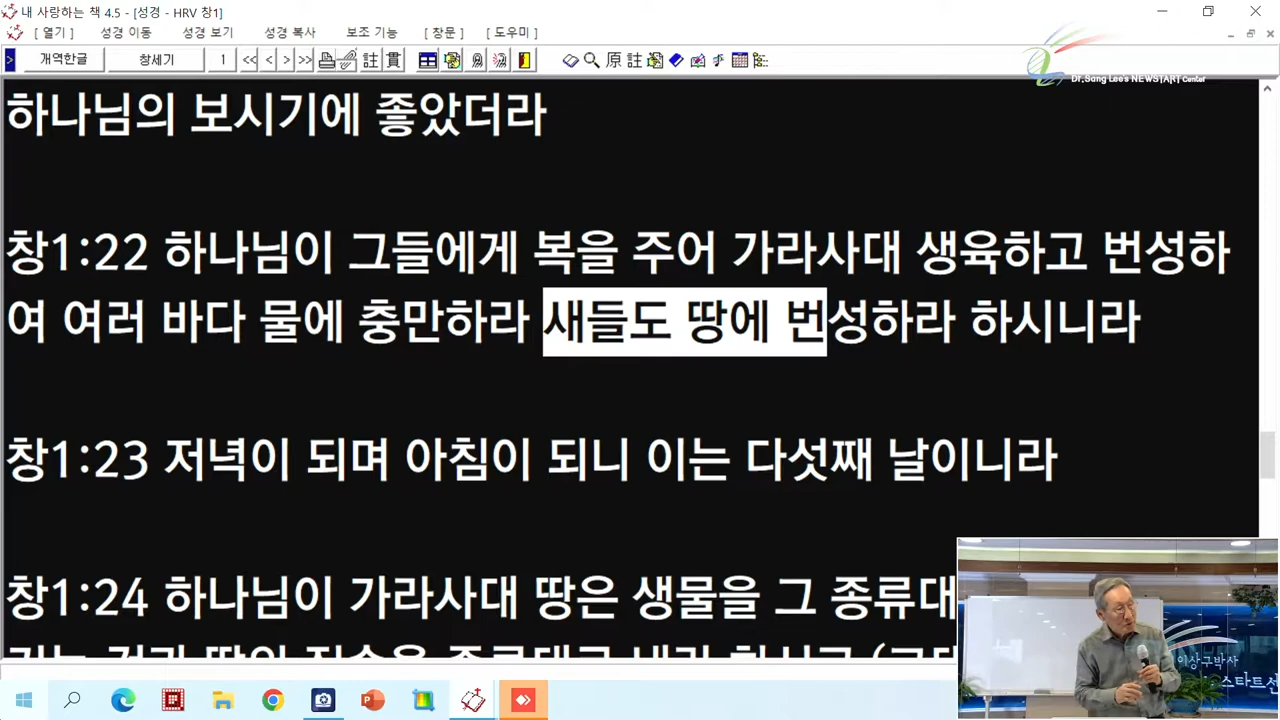 내 사랑하는 책 4.5 - [성경 - HRV 창1]
[ 열기 ] 성경 이동 성경 보기 성경 복사 보조 기능 [ 창문 ] [ 도우미 ]
개역한글 창세기 1 << < > >> 註 貫 原 註
Dr.Sang Lee's NEWSTART Center
하나님의 보시기에 좋았더라
창1:22 하나님이 그들에게 복을 주어 가라사대 생육하고 번성하
여 여러 바다 물에 충만하라 새들도 땅에 번성하라 하시니라
창1:23 저녁이 되며 아침이 되니 이는 다섯째 날이니라
창1:24 하나님이 가라사대 땅은 생물을 그 종류대
이상구박사
스타트센